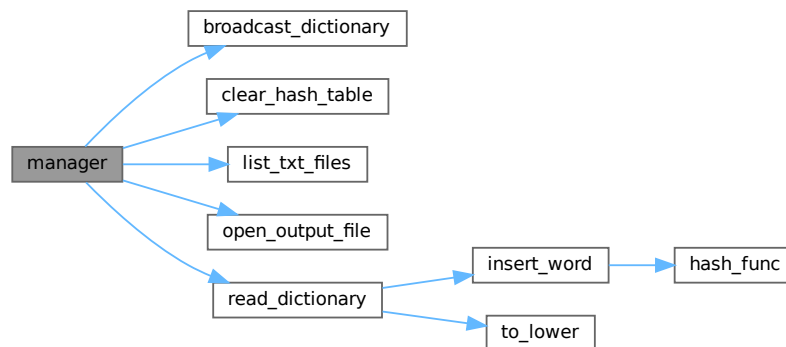 manager
broadcast_dictionary
clear_hash_table
list_txt_files
open_output_file
read_dictionary
insert_word
hash_func
to_lower